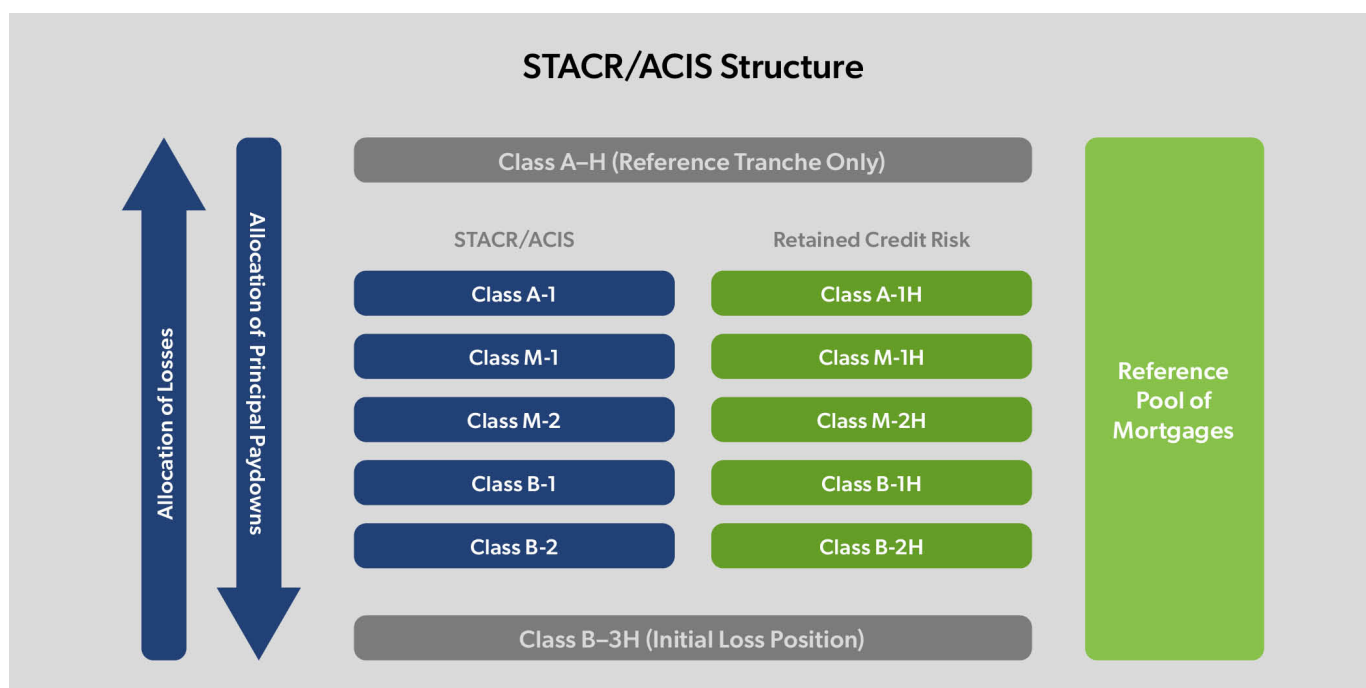 STACR/ACIS Structure
Allocation of Losses
Allocation of Principal Paydowns
Class A–H (Reference Tranche Only)
STACR/ACIS
Retained Credit Risk
Class A-1
Class A-1H
Class M-1
Class M-1H
Class M-2
Class M-2H
Class B-1
Class B-1H
Class B-2
Class B-2H
Class B–3H (Initial Loss Position)
Reference
Pool of
Mortgages